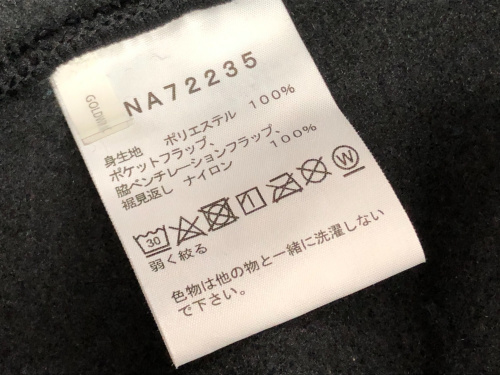 GOLDWIN
NA72235
身生地 ポリエステル 100%
ポケットフラップ、
脇ベンチレーションフラップ、
裾見返し ナイロン 100%
30 W
弱く絞る
色物は他の物と一緒に洗濯しない
で下さい。